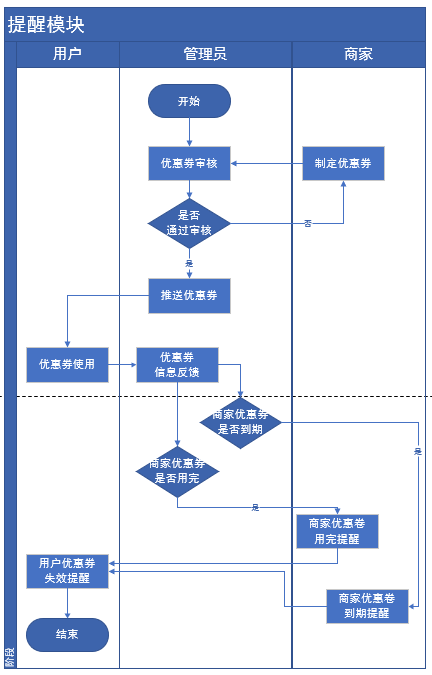 提醒模块
用户
管理员
商家
开始
优惠券审核
制定优惠券
是否
通过审核
否
是
推送优惠券
优惠券使用
优惠券
信息反馈
商家优惠券
是否到期
是
商家优惠券
是否用完
是
商家优惠卷
用完提醒
用户优惠券
失效提醒
商家优惠卷
到期提醒
结束
阶段